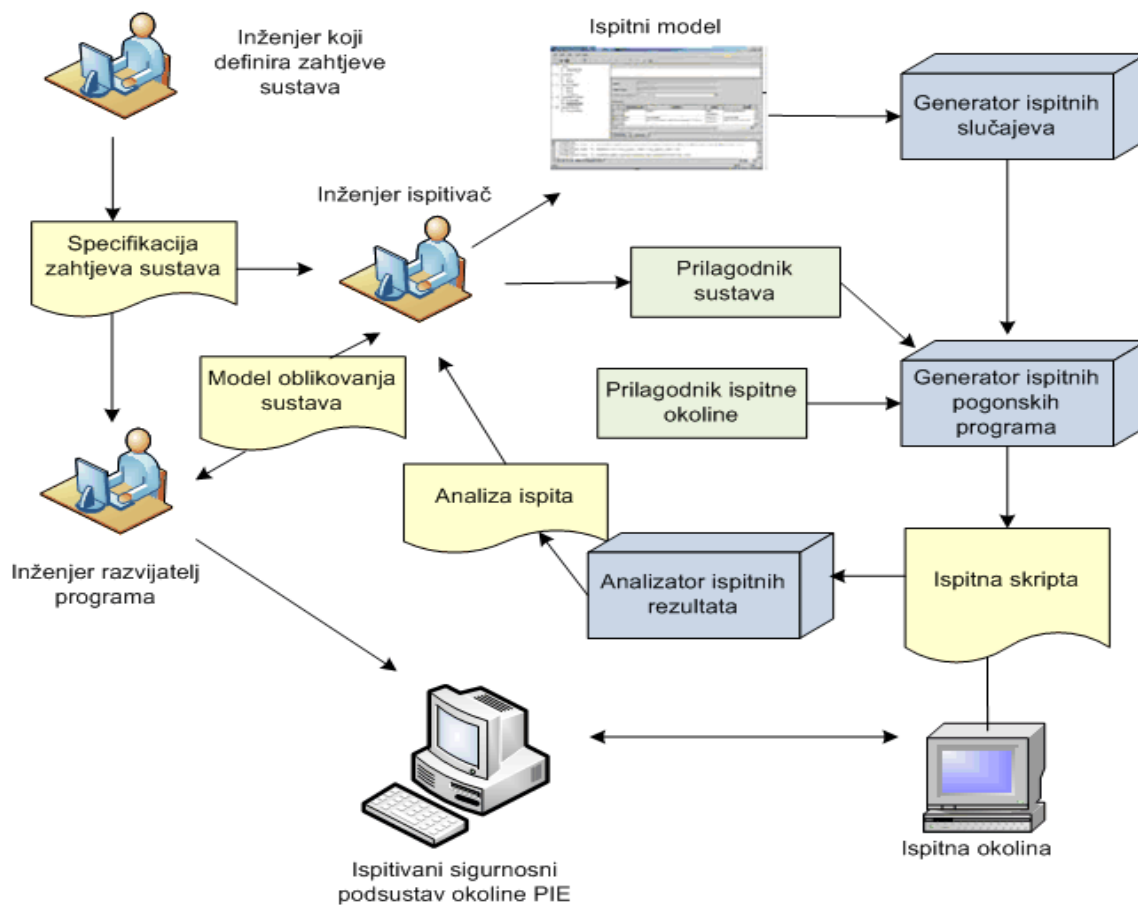 Inženjer koji
definira zahtjeve
sustava
Ispitni model
Generator ispitnih
slučajeva
Inženjer ispitivač
Specifikacija
zahtjeva sustava
Prilagodnik
sustava
Model oblikovanja
sustava
Prilagodnik ispitne
okoline
Generator ispitnih
pogonskih
programa
Inženjer razvijatelj
programa
Analiza ispita
Analizator ispitnih
rezultata
Ispitna skripta
Ispitivani sigurnosni
podsustav okoline PIE
Ispitna okolina